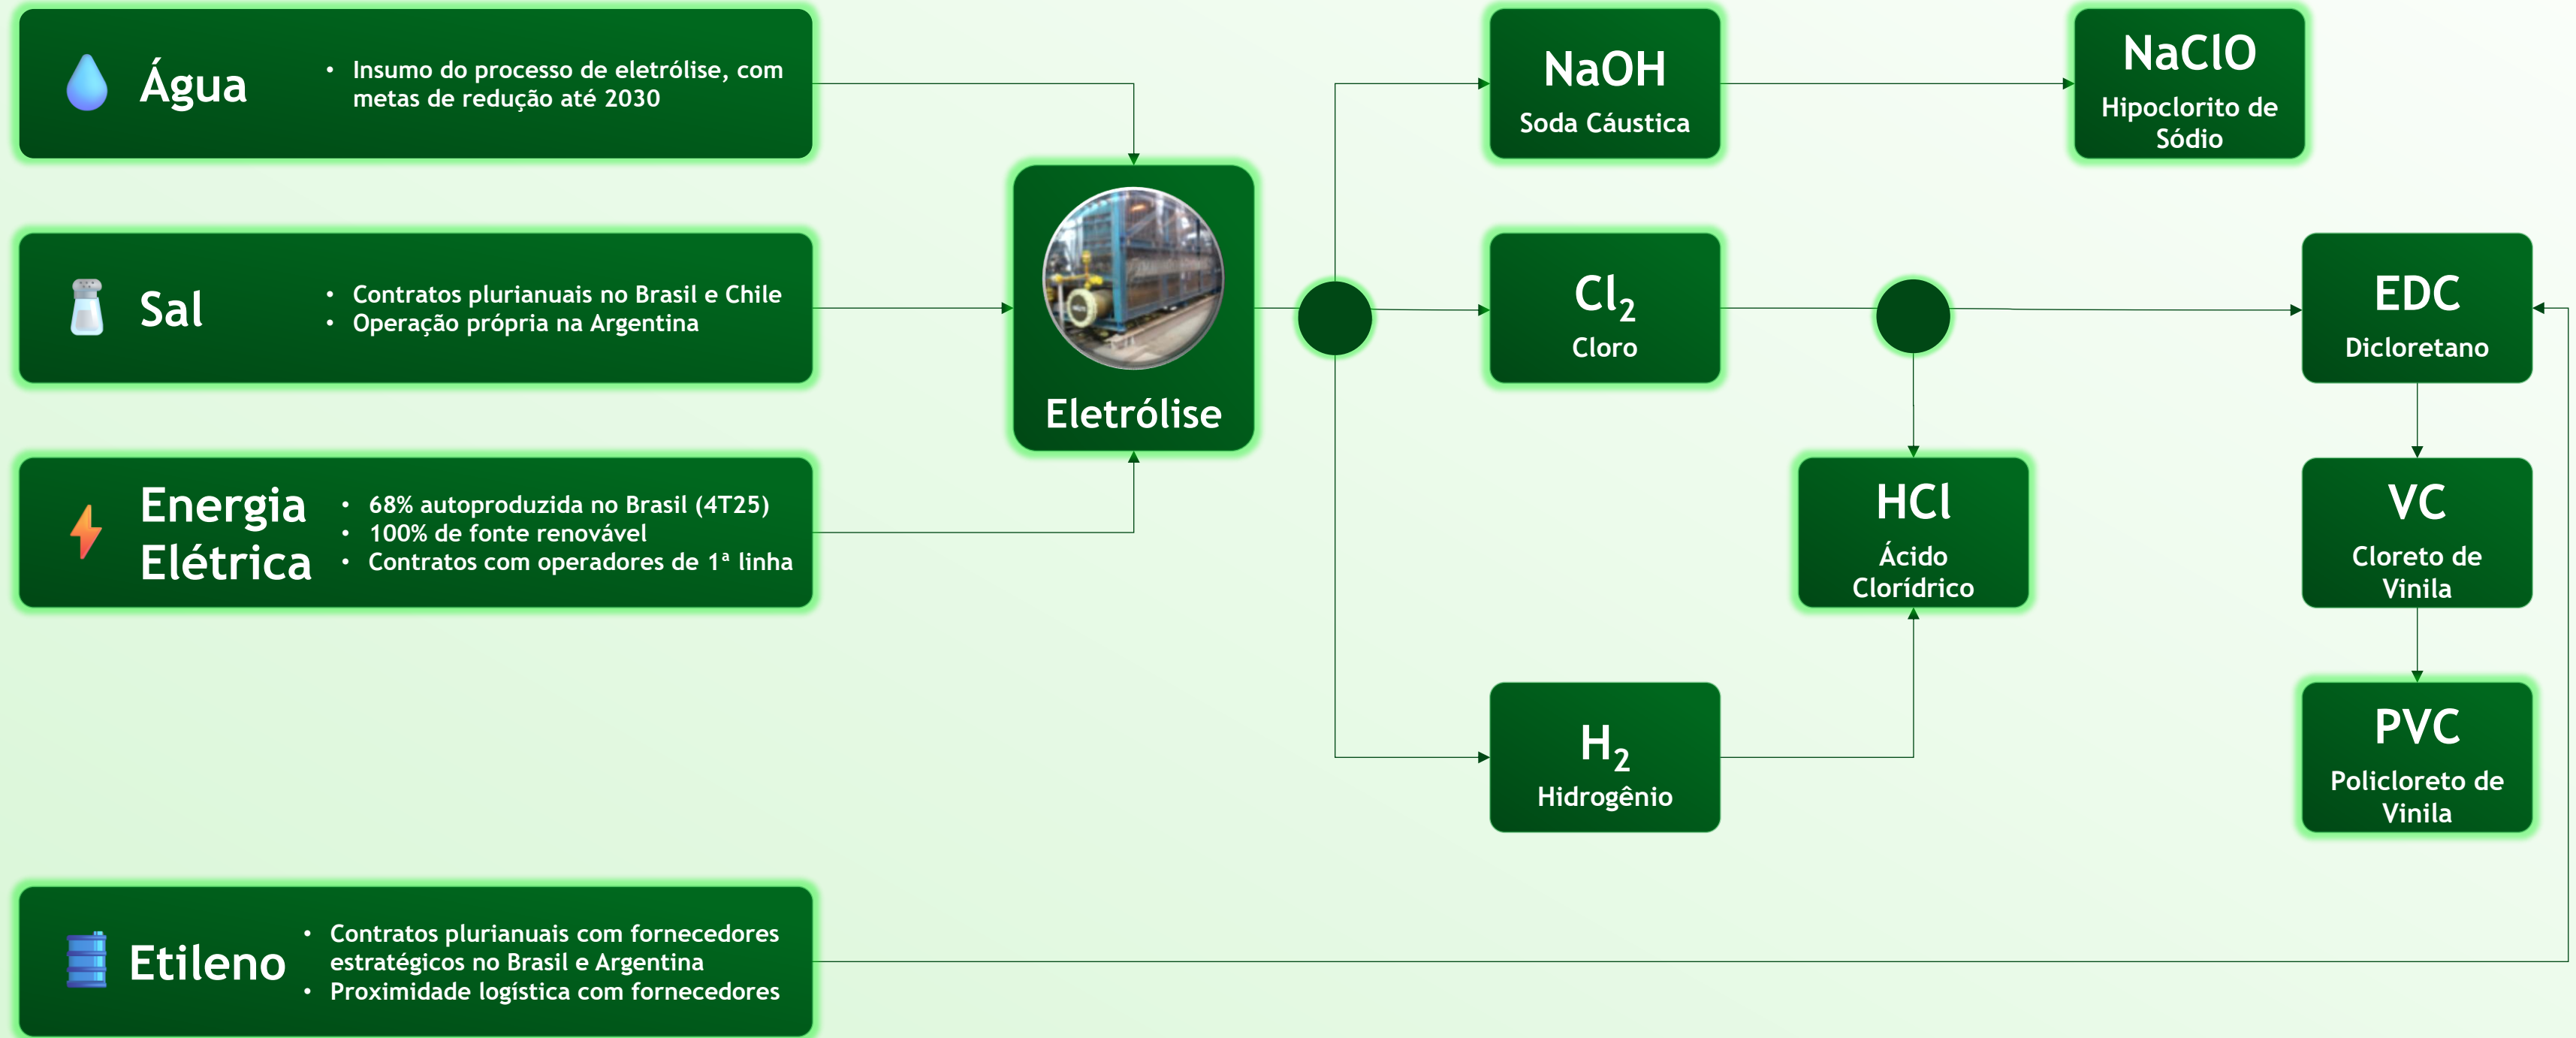 Água
• Insumo do processo de eletrólise, com
metas de redução até 2030
Sal
• Contratos plurianuais no Brasil e Chile
• Operação própria na Argentina
Energia
Elétrica
• 68% autoproduzida no Brasil (4T25)
• 100% de fonte renovável
• Contratos com operadores de 1ª linha
Etileno
• Contratos plurianuais com fornecedores
estratégicos no Brasil e Argentina
• Proximidade logística com fornecedores
Eletrólise
NaOH
Soda Cáustica
NaClO
Hipoclorito de
Sódio
Cl₂
Cloro
EDC
Dicloretano
HCl
Ácido
Clorídrico
VC
Cloreto de
Vinila
H₂
Hidrogênio
PVC
Policloreto de
Vinila